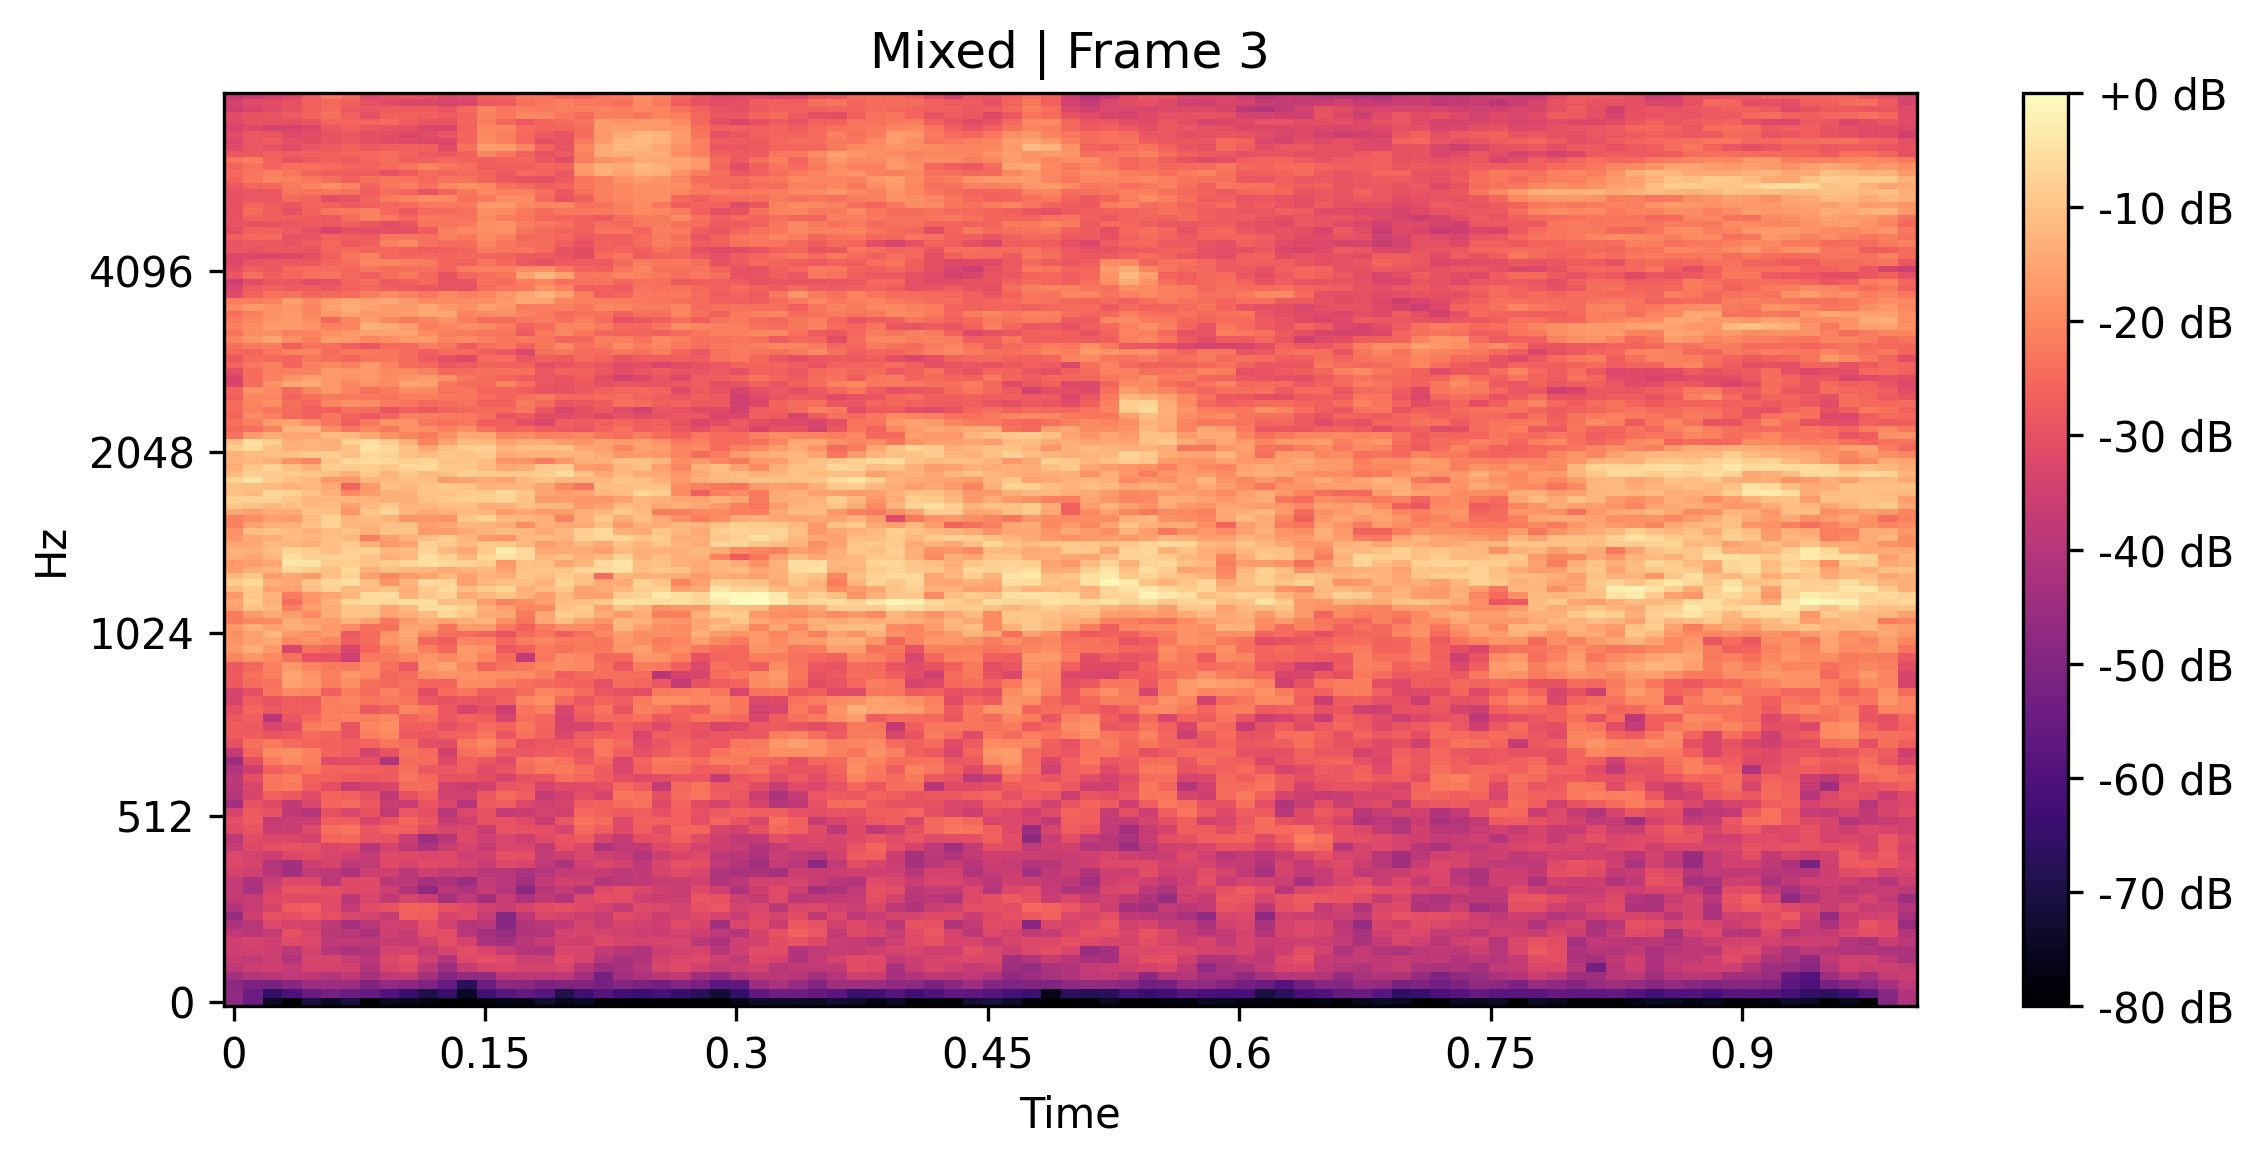 Mixed | Frame 3
Hz
4096
2048
1024
512
0
0 0.15 0.3 0.45 0.6 0.75 0.9
Time
+0 dB
-10 dB
-20 dB
-30 dB
-40 dB
-50 dB
-60 dB
-70 dB
-80 dB